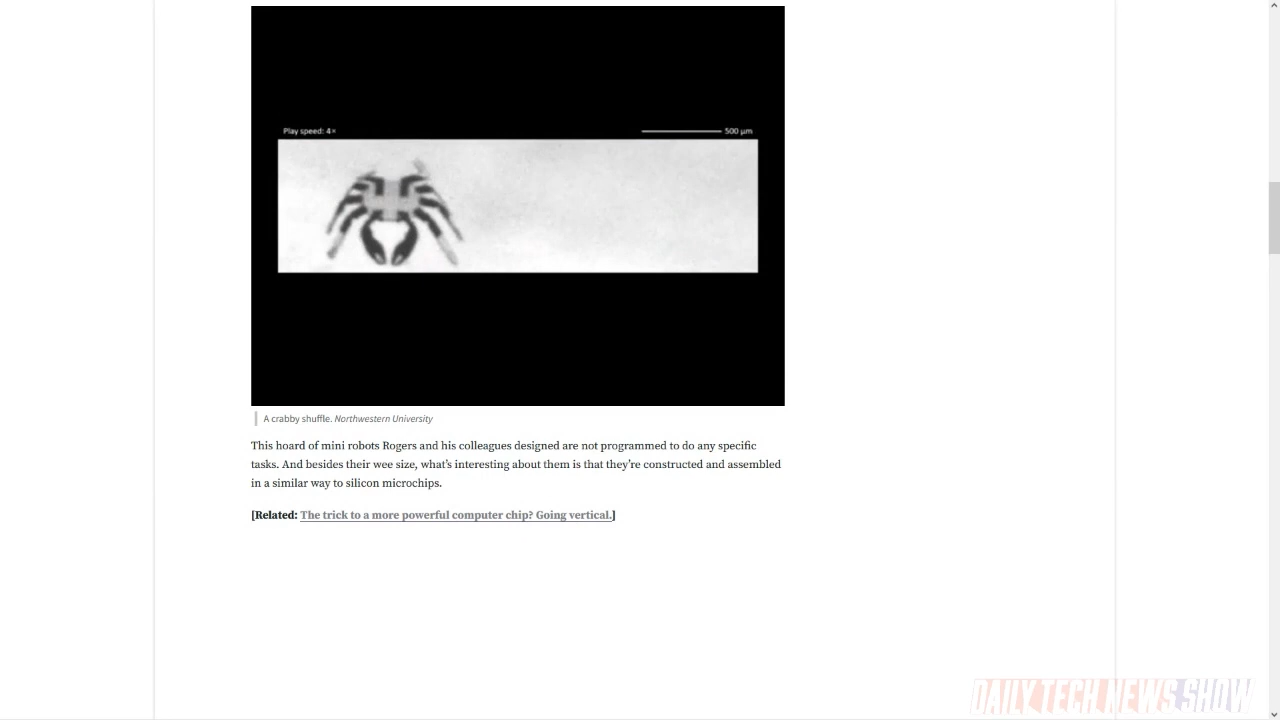 Play speed: 4×
500 μm
A crabby shuffle. Northwestern University
This hoard of mini robots Rogers and his colleagues designed are not programmed to do any specific
tasks. And besides their wee size, what’s interesting about them is that they’re constructed and assembled
in a similar way to silicon microchips.
[Related: The trick to a more powerful computer chip? Going vertical.]
DAILY TECH NEWS SHOW